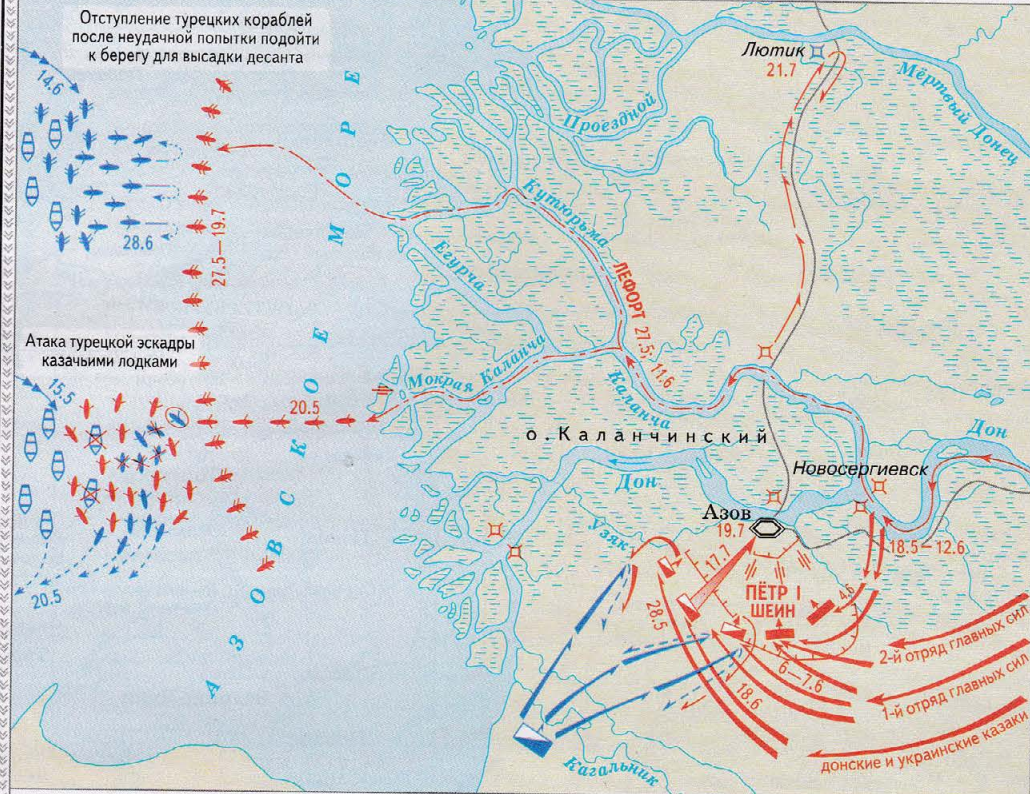 Отступление турецких кораблей
после неудачной попытки подойти
к берегу для высадки десанта
14.6
28.6
27.5—19.7
АЗОВСКОЕ МОРЕ
Лютик
21.7
Мёртвый Донец
Проездной
Кутюрьма
Егурча
ЛЕФОРТ 27.5; 11.6
Атака турецкой эскадры
казачьими лодками
15.5
20.5
20.5
Мокрая Каланча
Каланча
о. Каланчинский
Дон
Дон
Новосергиевск
Азов
19.7
18.5—12.6
Узяк
17.7
ПЁТР I
ШЕИН
4.6
28.5
6—7.6
18.6
2-й отряд главных сил
1-й отряд главных сил
донские и украинские казаки
Кагальник